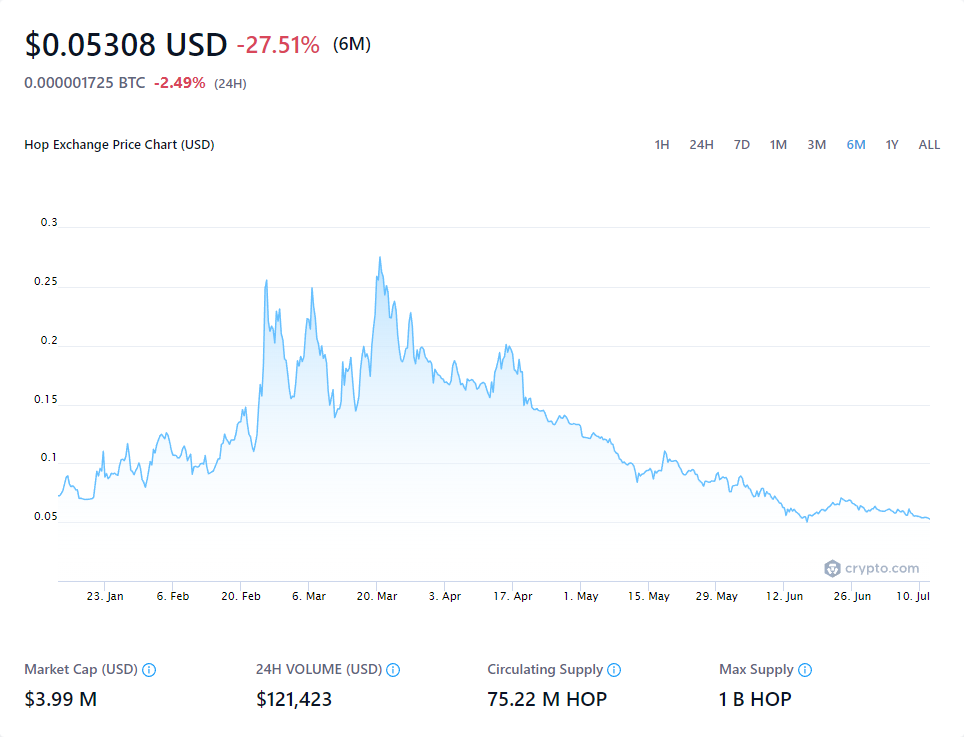 $0.05308 USD -27.51% (6M)
0.000001725 BTC -2.49% (24H)
Hop Exchange Price Chart (USD) 1H 24H 7D 1M 3M 6M 1Y ALL
0.3
0.25
0.2
0.15
0.1
0.05
crypto.com
23. Jan 6. Feb 20. Feb 6. Mar 20. Mar 3. Apr 17. Apr 1. May 15. May 29. May 12. Jun 26. Jun 10. Jul
Market Cap (USD) 24H VOLUME (USD) Circulating Supply Max Supply
$3.99 M $121,423 75.22 M HOP 1 B HOP